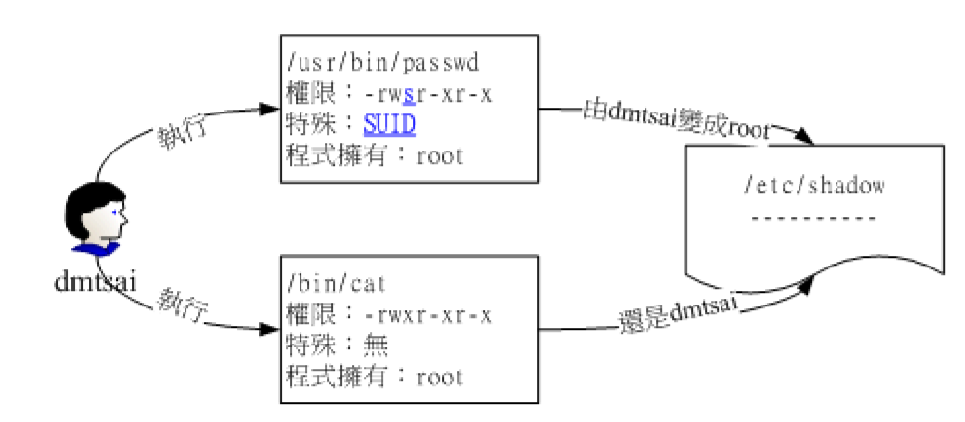 /usr/bin/passwd
權限：-rwsr-xr-x
特殊：SUID
程式擁有：root
執行
由dmtsai變成root
/etc/shadow
----------
dmtsai
執行
/bin/cat
權限：-rwxr-xr-x
特殊：無
程式擁有：root
還是dmtsai